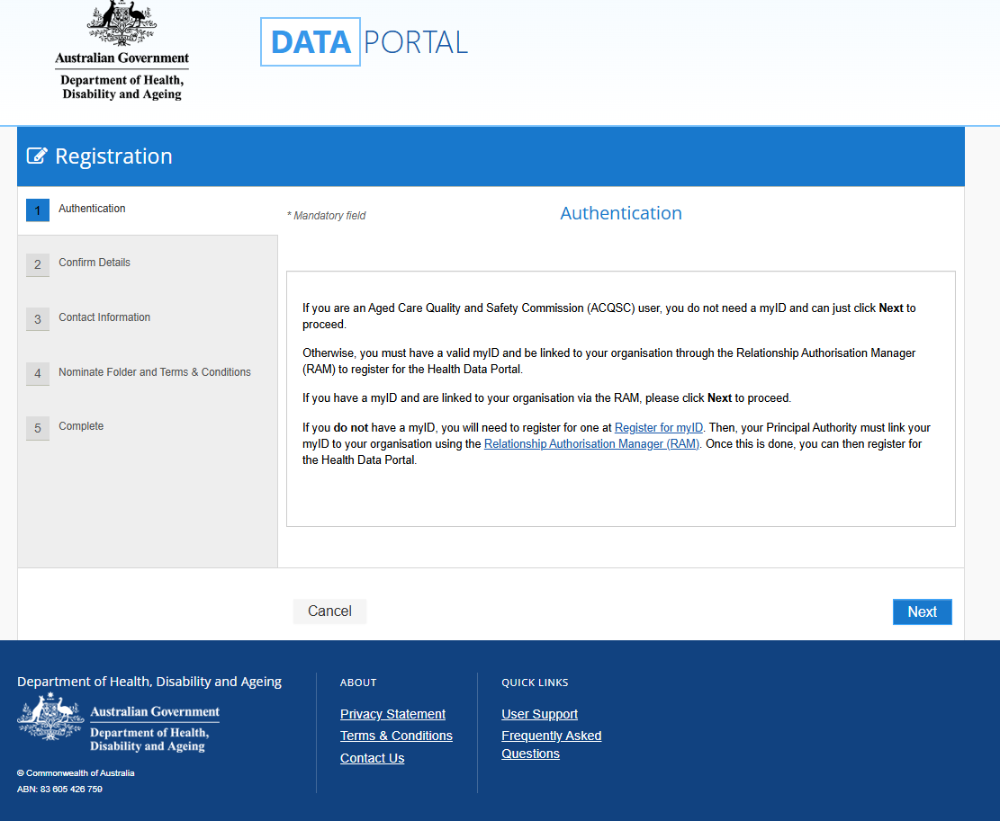 Australian Government
Department of Health,
Disability and Ageing
DATA PORTAL
Registration
1 Authentication
2 Confirm Details
3 Contact Information
4 Nominate Folder and Terms & Conditions
5 Complete
* Mandatory field
Authentication
If you are an Aged Care Quality and Safety Commission (ACQSC) user, you do not need a myID and can just click Next to
proceed.
Otherwise, you must have a valid myID and be linked to your organisation through the Relationship Authorisation Manager
(RAM) to register for the Health Data Portal.
If you have a myID and are linked to your organisation via the RAM, please click Next to proceed.
If you do not have a myID, you will need to register for one at Register for myID. Then, your Principal Authority must link your
myID to your organisation using the Relationship Authorisation Manager (RAM). Once this is done, you can then register for
the Health Data Portal.
Cancel
Next
Department of Health, Disability and Ageing
Australian Government
Department of Health,
Disability and Ageing
© Commonwealth of Australia
ABN: 83 605 426 759
ABOUT
Privacy Statement
Terms & Conditions
Contact Us
QUICK LINKS
User Support
Frequently Asked
Questions